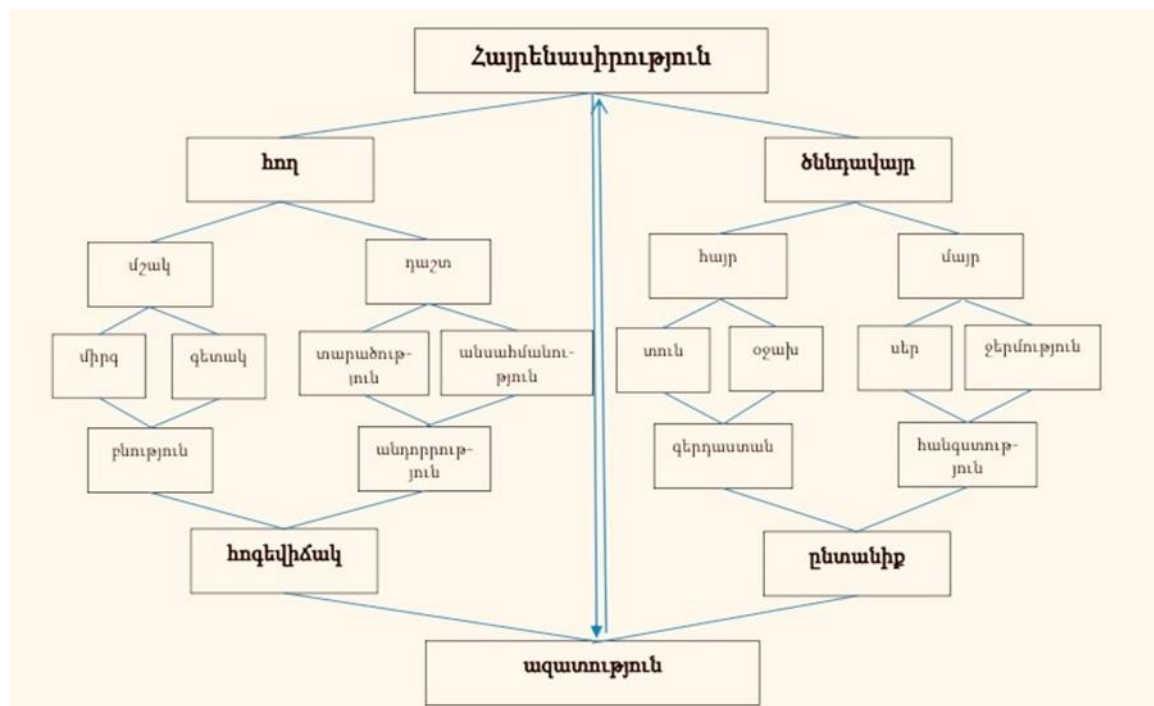 Հայրենասիրություն
հող
ծննդավայր
մշակ
դաշտ
հայր
մայր
միրգ
գետակ
տարածութ-
յուն
անսահմանու-
թյուն
տուն
օջախ
սեր
ջերմություն
բնություն
անդորրութ-
յուն
գերդաստան
հանգստութ-
յուն
հոգեվիճակ
ընտանիք
ազատություն